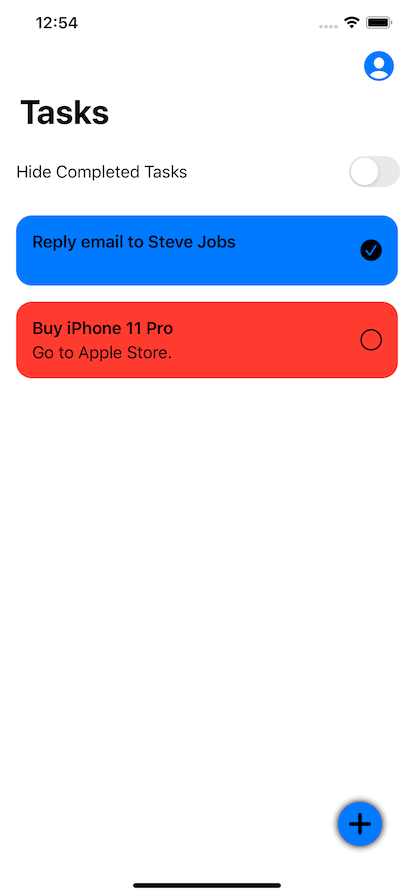 12:54
Tasks
Hide Completed Tasks
Reply email to Steve Jobs
Buy iPhone 11 Pro
Go to Apple Store.